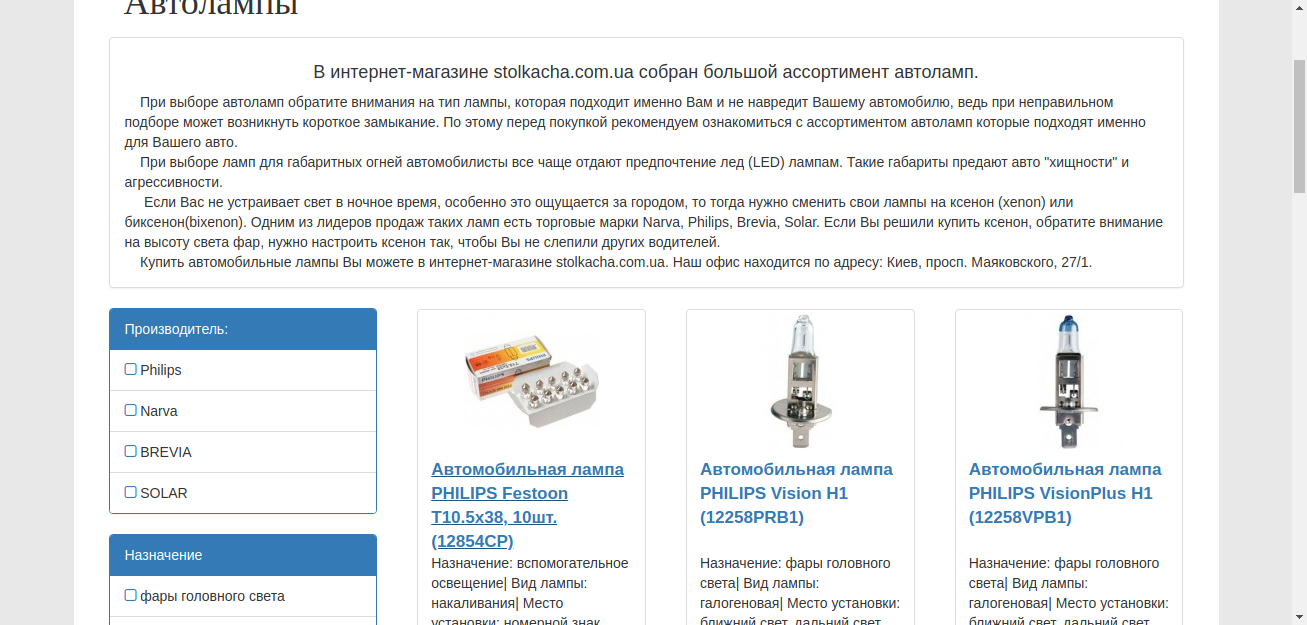 Автолампы
В интернет-магазине stolkacha.com.ua собран большой ассортимент автоламп.
При выборе автоламп обратите внимания на тип лампы, которая подходит именно Вам и не навредит Вашему автомобилю, ведь при неправильном
подборе может возникнуть короткое замыкание. По этому перед покупкой рекомендуем ознакомиться с ассортиментом автоламп которые подходят именно
для Вашего авто.
При выборе ламп для габаритных огней автомобилисты все чаще отдают предпочтение лед (LED) лампам. Такие габариты предают авто "хищности" и
агрессивности.
Если Вас не устраивает свет в ночное время, особенно это ощущается за городом, то тогда нужно сменить свои лампы на ксенон (xenon) или
биксенон(bixenon). Одним из лидеров продаж таких ламп есть торговые марки Narva, Philips, Brevia, Solar. Если Вы решили купить ксенон, обратите внимание
на высоту света фар, нужно настроить ксенон так, чтобы Вы не слепили других водителей.
Купить автомобильные лампы Вы можете в интернет-магазине stolkacha.com.ua. Наш офис находится по адресу: Киев, просп. Маяковского, 27/1.
Производитель:
Philips
Narva
BREVIA
SOLAR
Назначение
фары головного света
Автомобильная лампа
PHILIPS Festoon
T10.5x38, 10шт.
(12854CP)
Назначение: вспомогательное
освещение| Вид лампы:
накаливания| Место
установки: номерной знак,
Автомобильная лампа
PHILIPS Vision H1
(12258PRB1)
Назначение: фары головного
света| Вид лампы:
галогеновая| Место установки:
ближний свет, дальний свет,
Автомобильная лампа
PHILIPS VisionPlus H1
(12258VPB1)
Назначение: фары головного
света| Вид лампы:
галогеновая| Место установки:
ближний свет, дальний свет,